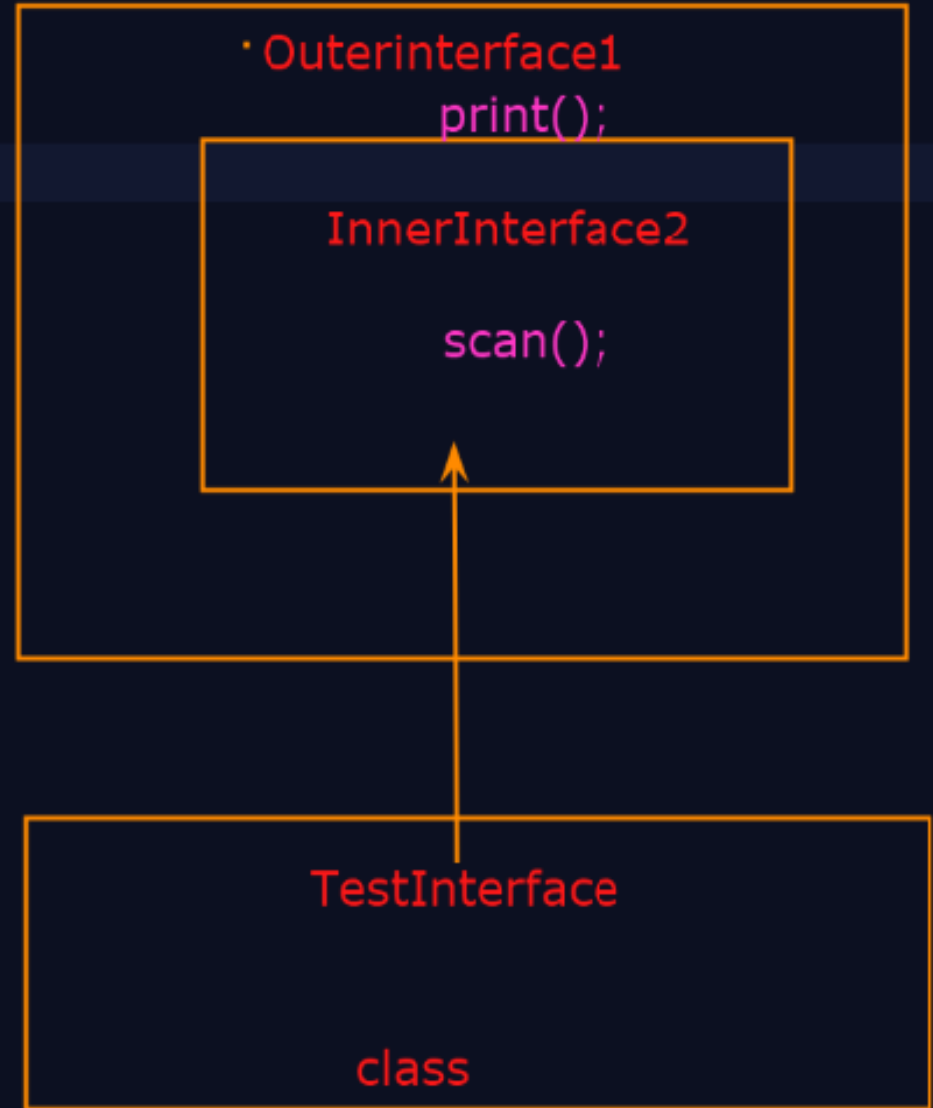 Outerinterface1
print();
InnerInterface2
scan();
TestInterface
class